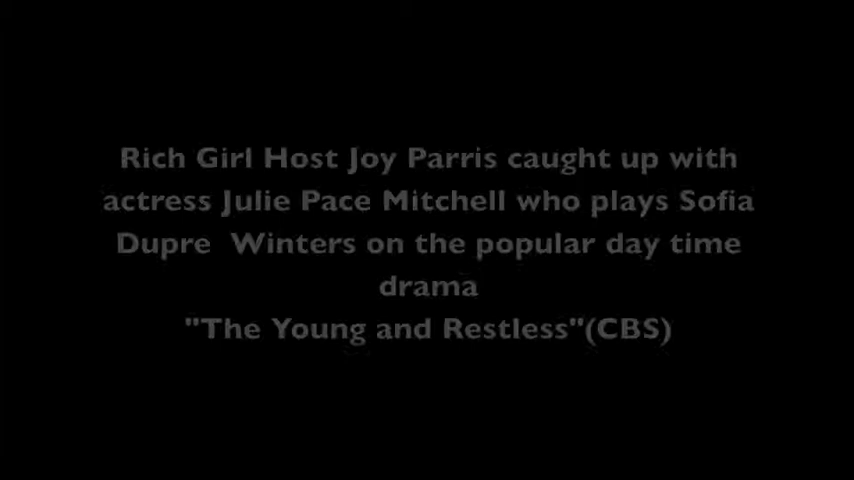 Rich Girl Host Joy Parris caught up with
actress Julie Pace Mitchell who plays Sofia
Dupre  Winters on the popular day time
drama
"The Young and Restless"(CBS)